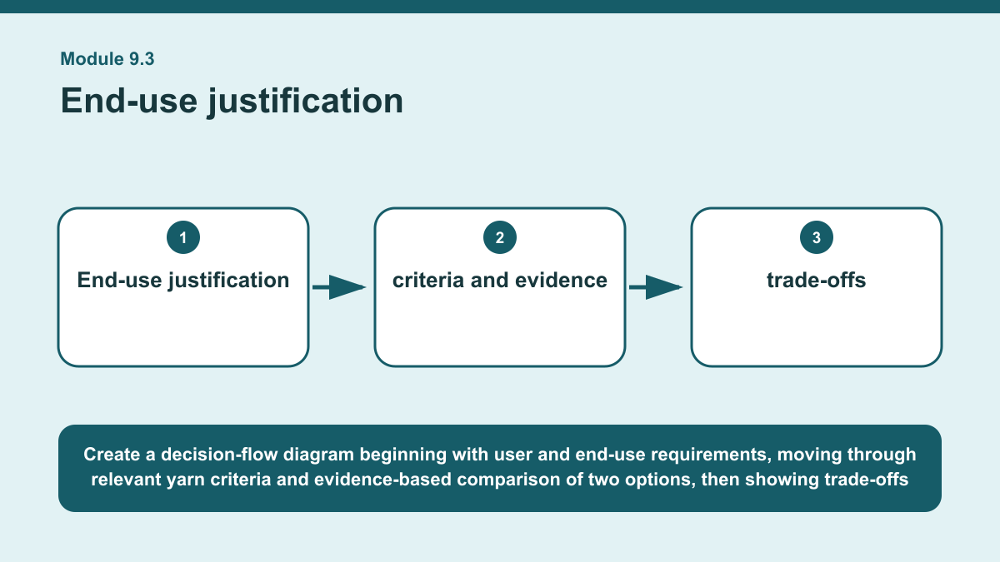 Module 9.3
End-use justification
1
End-use justification
2
criteria and evidence
3
trade-offs
Create a decision-flow diagram beginning with user and end-use requirements, moving through
relevant yarn criteria and evidence-based comparison of two options, then showing trade-offs